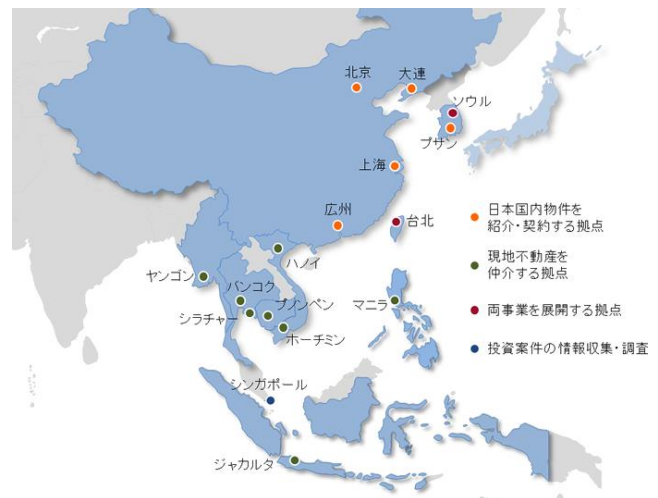 北京
大連
ソウル
プサン
上海
広州
台北
ハノイ
ヤンゴン
バンコク
プノンペン
シラチャー
マニラ
ホーチミン
シンガポール
ジャカルタ
日本国内物件を
紹介・契約する拠点
現地不動産を
仲介する拠点
両事業を展開する拠点
投資案件の情報収集・調査